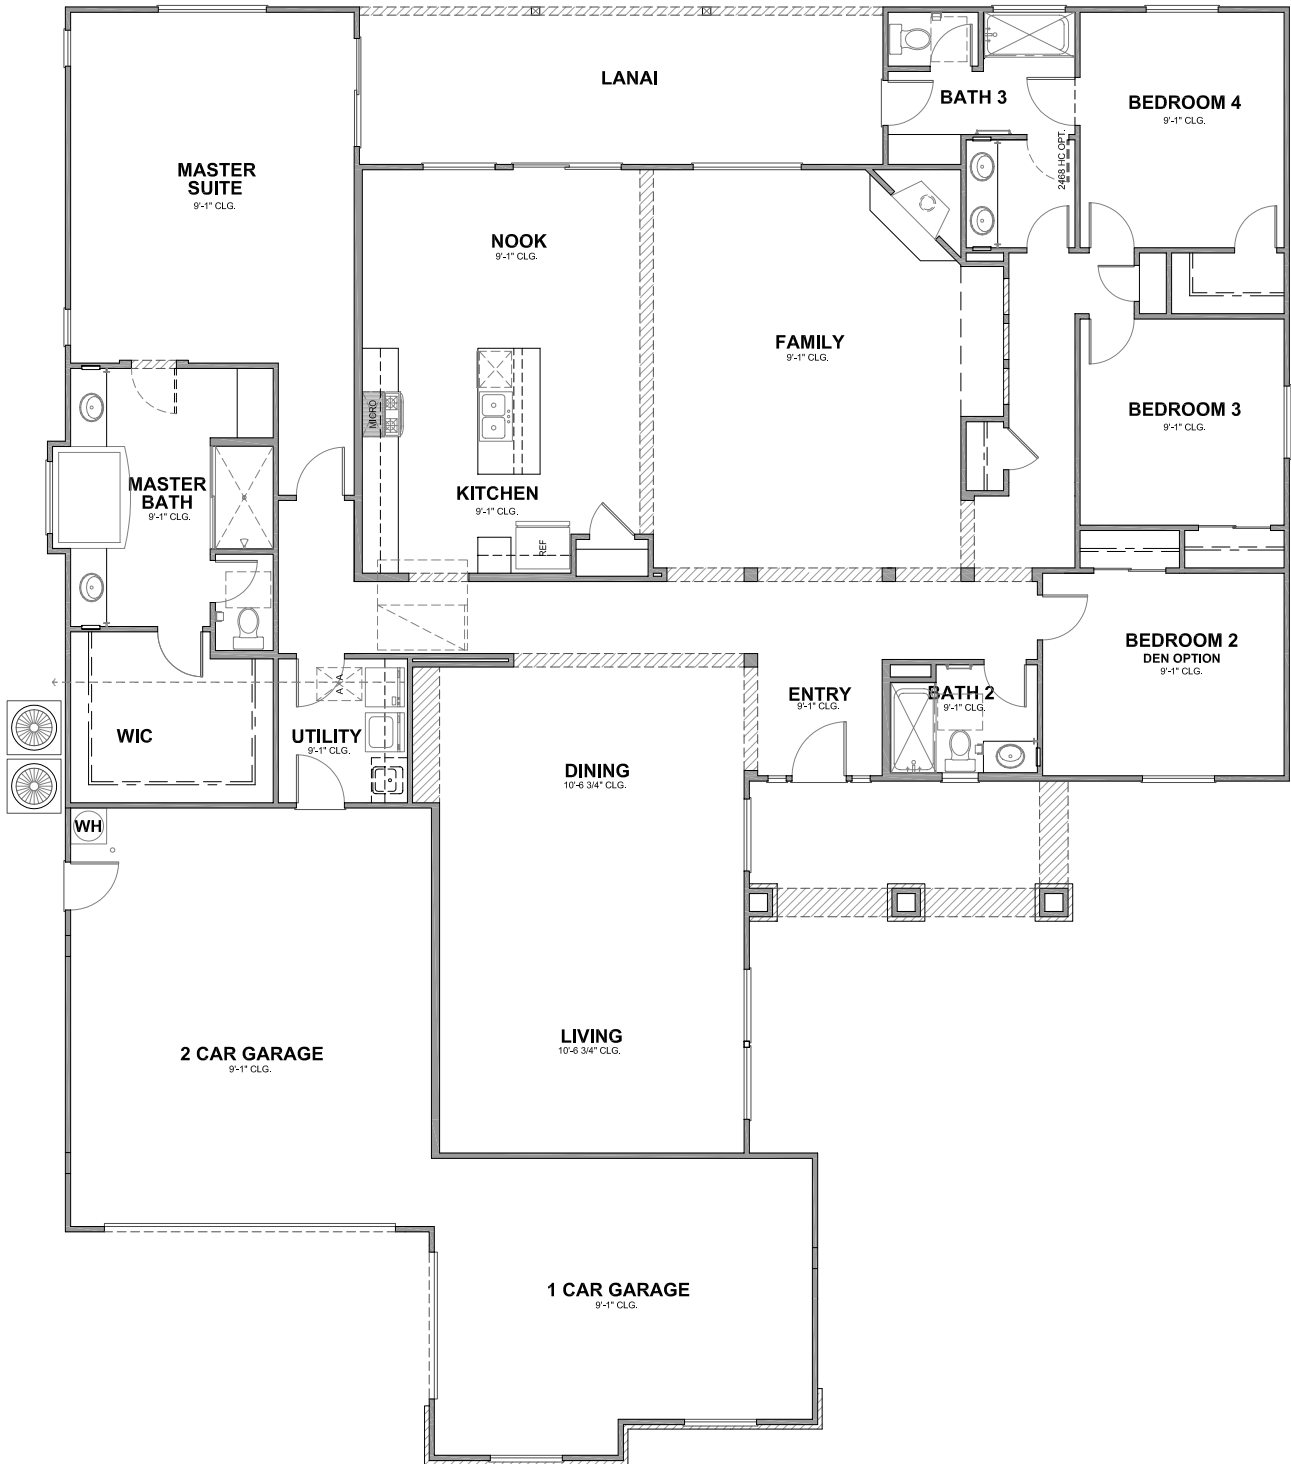 LANAI
BATH 3
BEDROOM 4
9'-1" CLG.
2468 HC OPT.
MASTER
SUITE
9'-1" CLG.
NOOK
9'-1" CLG.
FAMILY
9'-1" CLG.
MICRO
BEDROOM 3
9'-1" CLG.
MASTER
BATH
9'-1" CLG.
KITCHEN
9'-1" CLG.
REF
BEDROOM 2
DEN OPTION
9'-1" CLG.
ENTRY
9'-1" CLG.
BATH 2
9'-1" CLG.
WIC
UTILITY
9'-1" CLG.
DINING
10'-6 3/4" CLG.
WH
LIVING
10'-6 3/4" CLG.
2 CAR GARAGE
9'-1" CLG.
1 CAR GARAGE
9'-1" CLG.